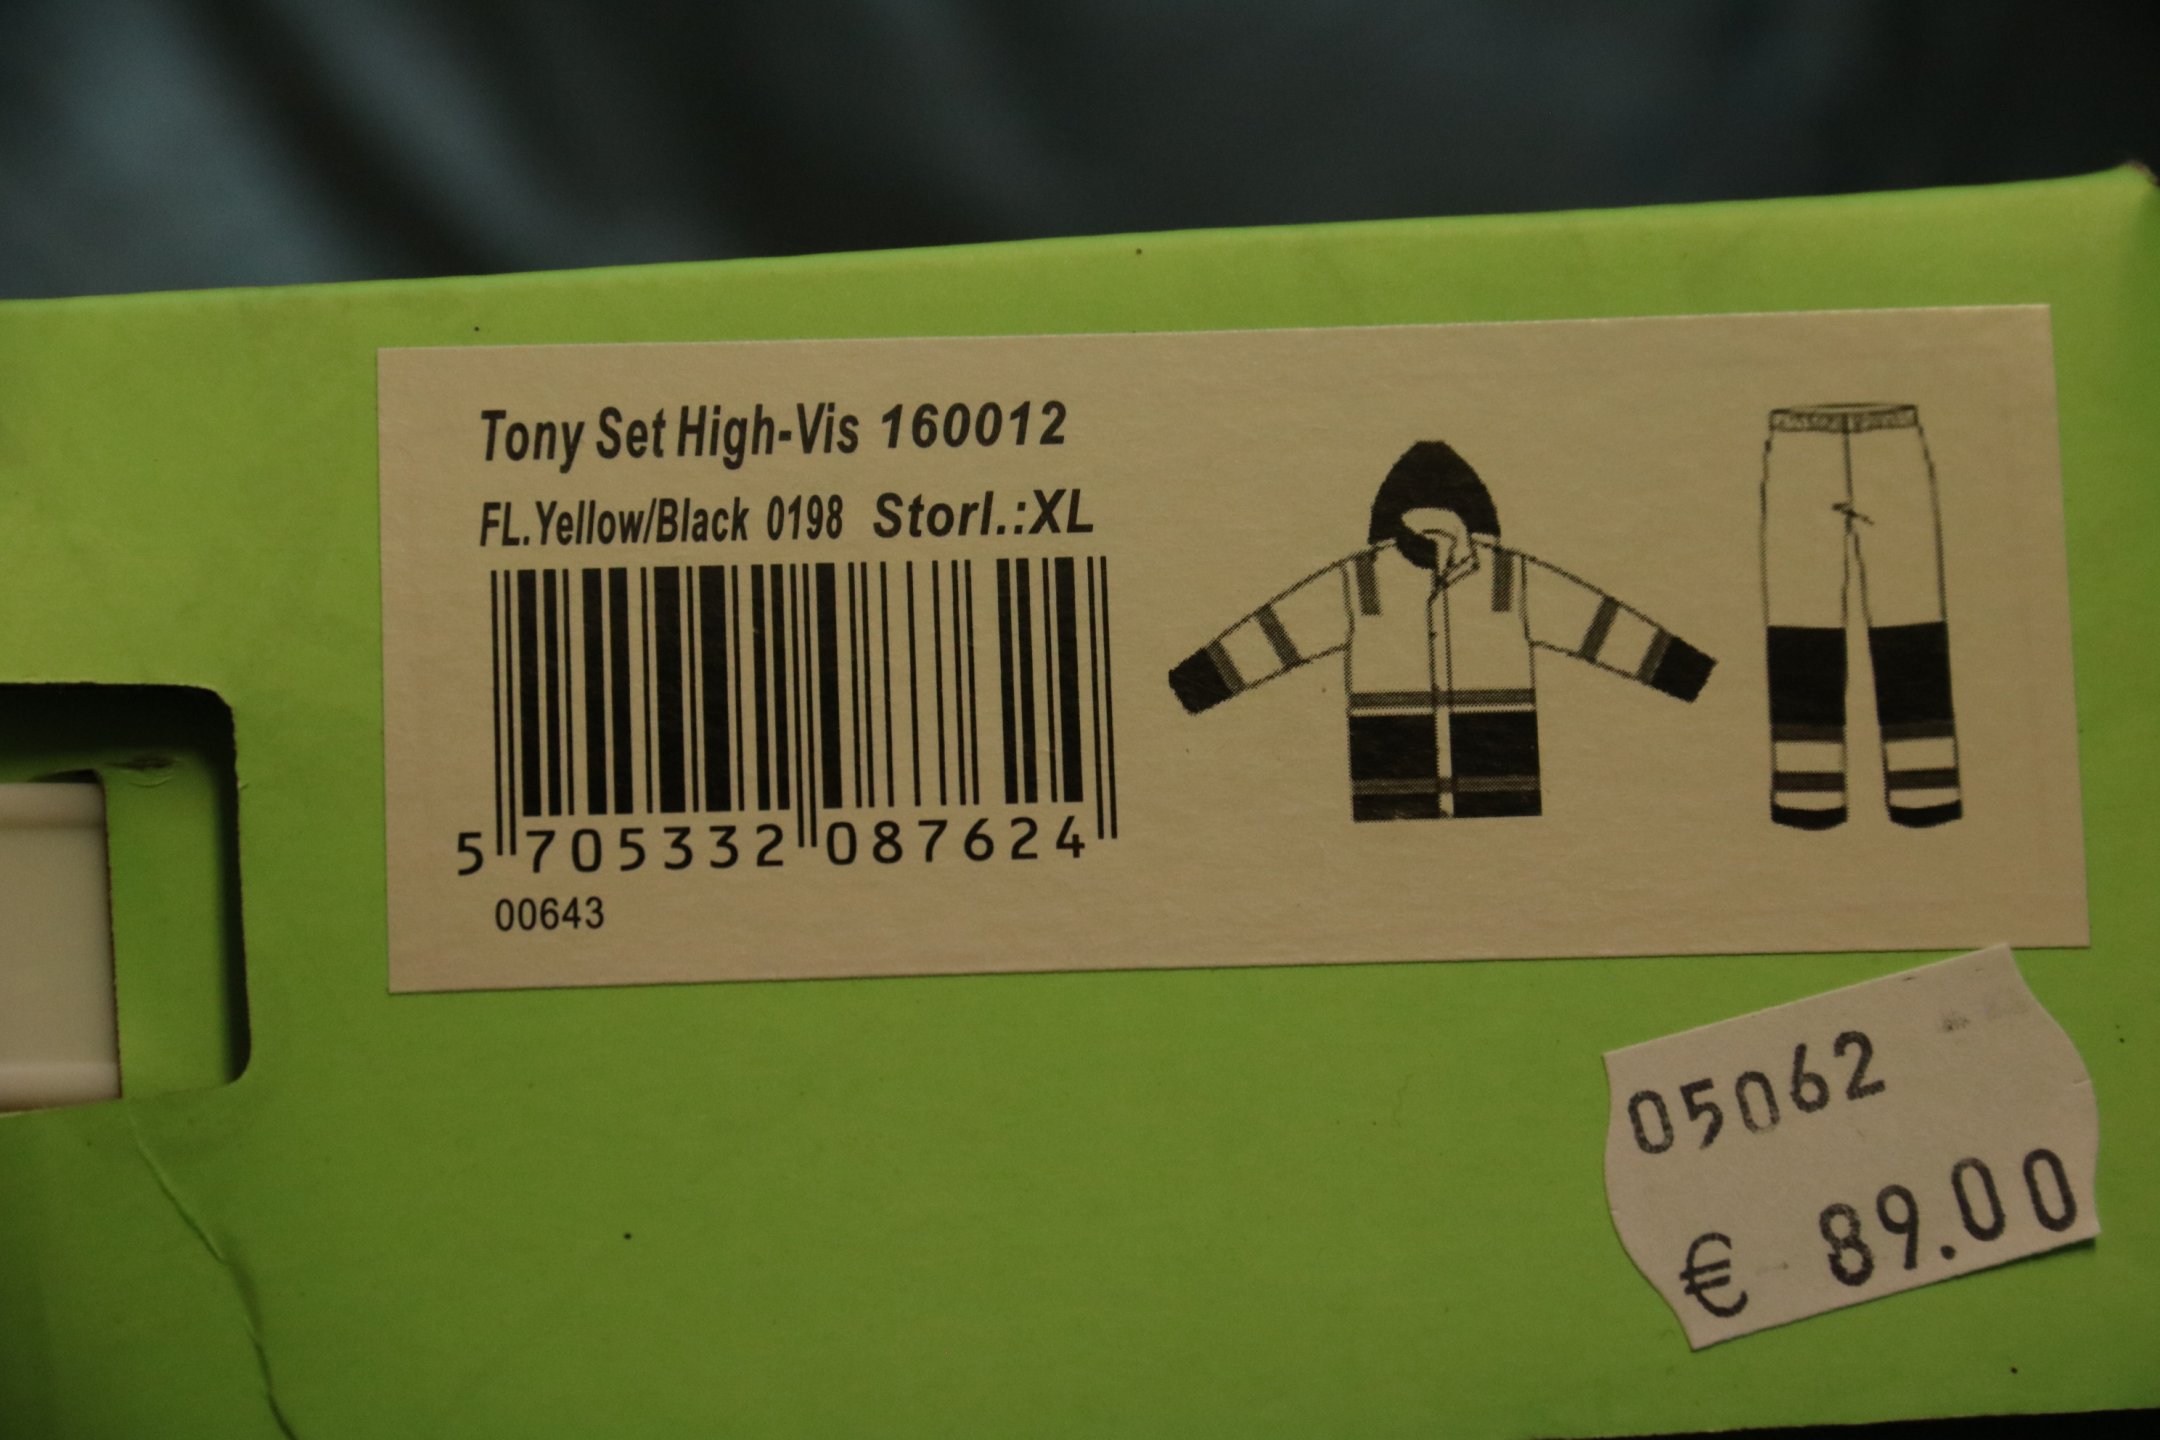 Tony Set High-Vis 160012
FL.Yellow/Black 0198 Storl.:XL
5 705332 087624
00643
05062
€ 89.00